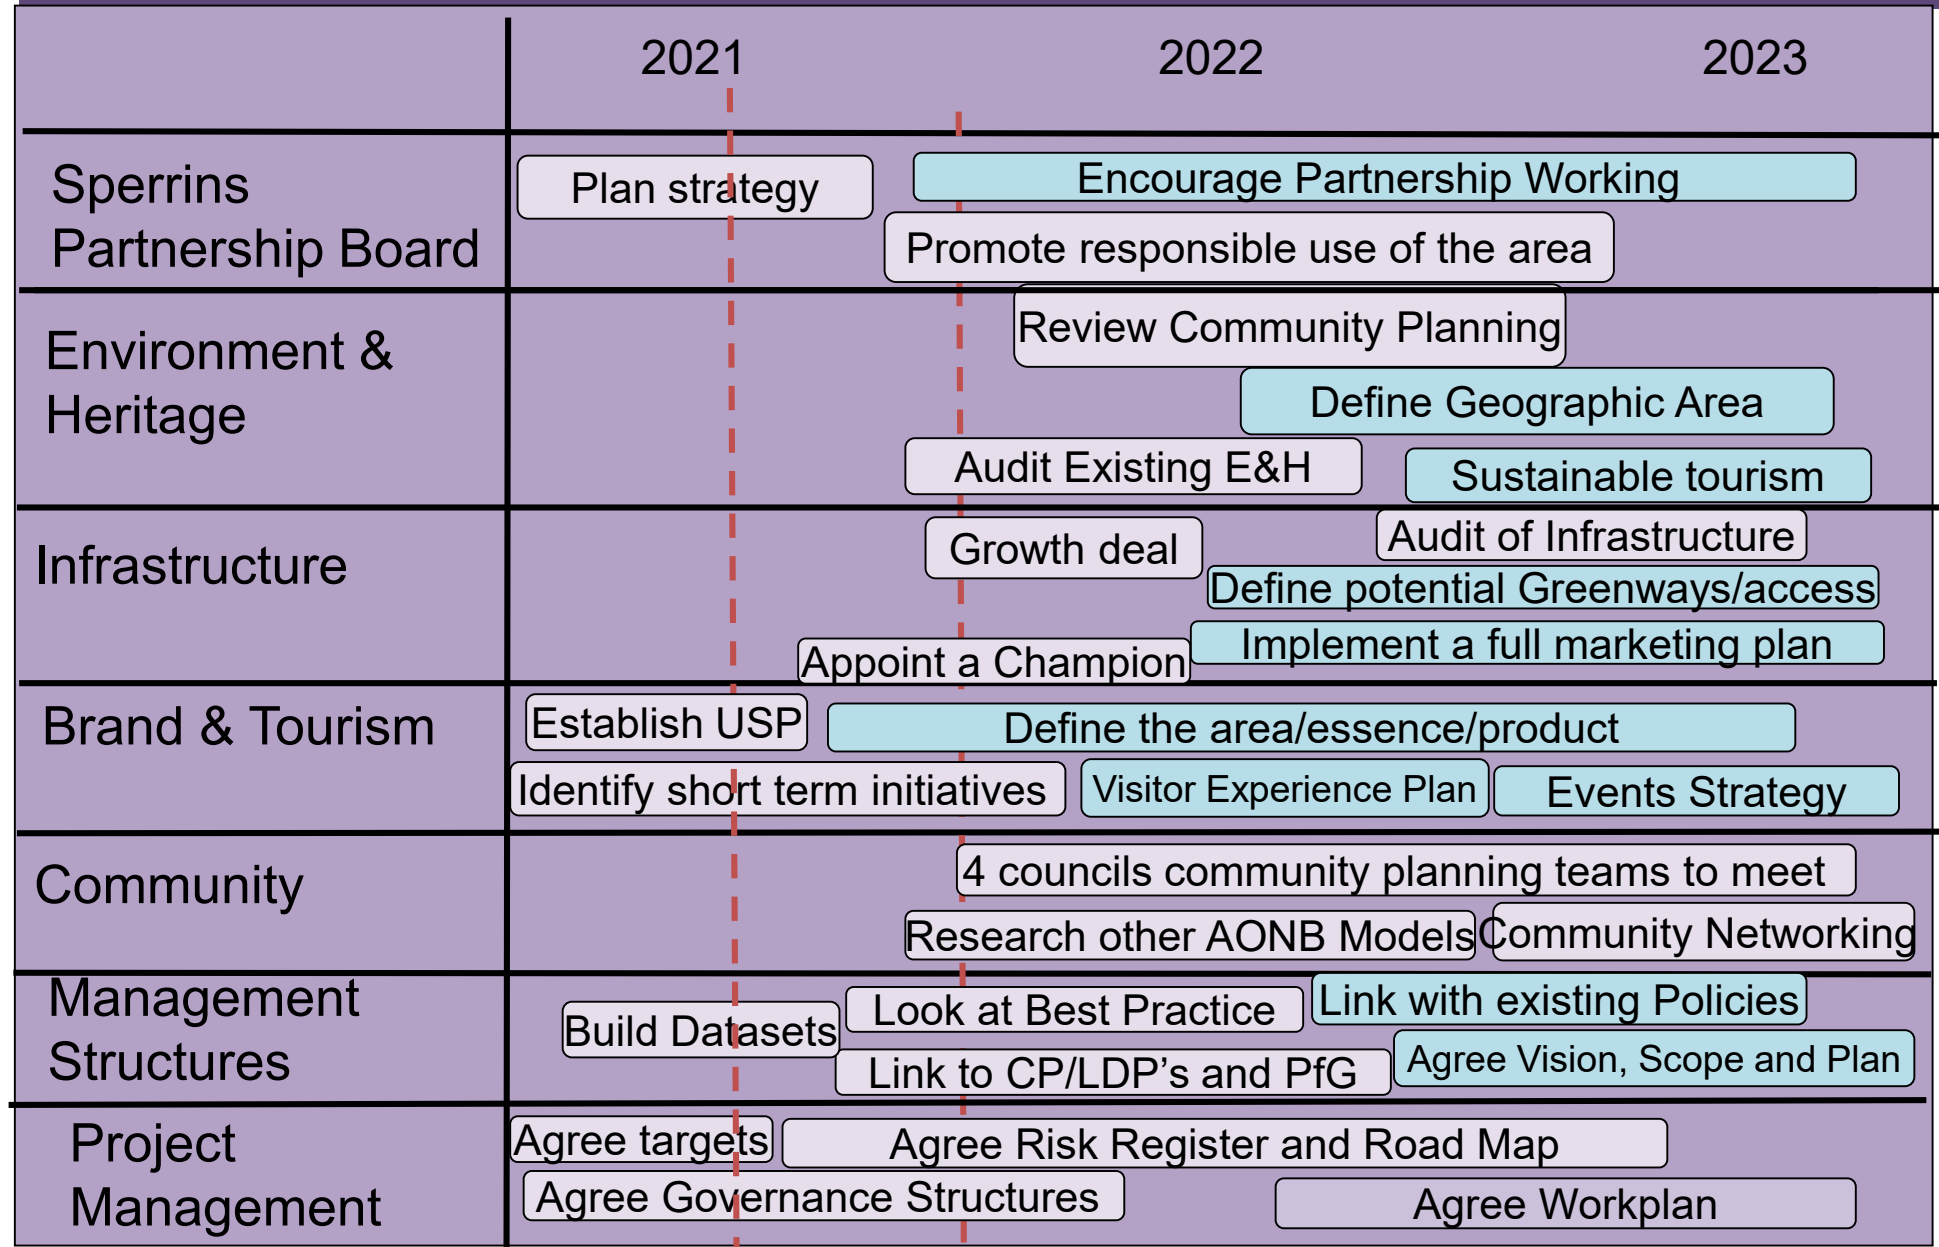 2021 2022 2023
Sperrins
Partnership Board
Plan strategy
Encourage Partnership Working
Promote responsible use of the area
Environment &
Heritage
Review Community Planning
Define Geographic Area
Audit Existing E&H
Sustainable tourism
Infrastructure
Growth deal
Audit of Infrastructure
Define potential Greenways/access
Implement a full marketing plan
Appoint a Champion
Brand & Tourism
Establish USP
Define the area/essence/product
Identify short term initiatives
Visitor Experience Plan
Events Strategy
Community
4 councils community planning teams to meet
Research other AONB Models
Community Networking
Management
Structures
Build Datasets
Look at Best Practice
Link with existing Policies
Link to CP/LDP’s and PfG
Agree Vision, Scope and Plan
Project
Management
Agree targets
Agree Risk Register and Road Map
Agree Governance Structures
Agree Workplan